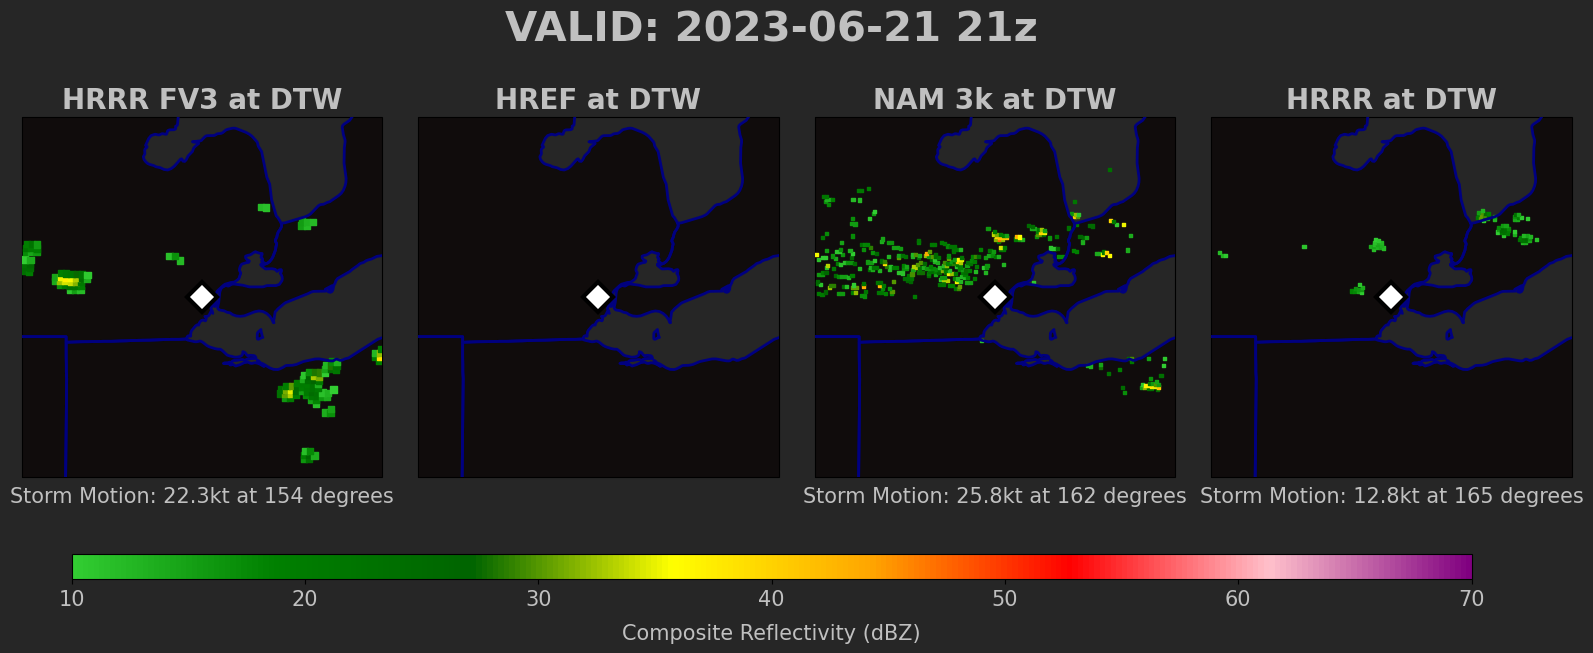 VALID: 2023-06-21 21z
HRRR FV3 at DTW
HREF at DTW
NAM 3k at DTW
HRRR at DTW
Storm Motion: 22.3kt at 154 degrees
Storm Motion: 25.8kt at 162 degrees
Storm Motion: 12.8kt at 165 degrees
10 20 30 40 50 60 70
Composite Reflectivity (dBZ)